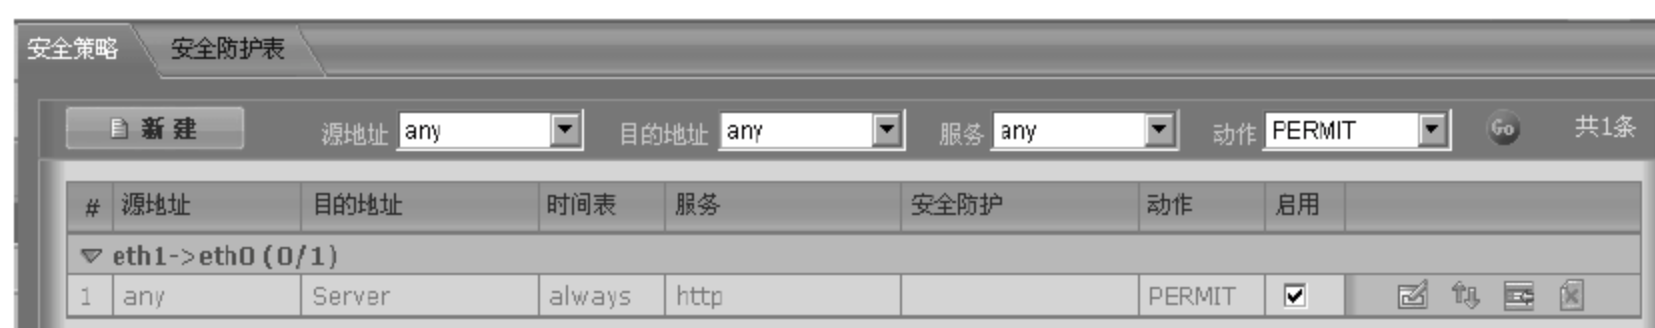 安全策略 安全防护表
新建 源地址 any 目的地址 any 服务 any 动作 PERMIT Go 共1条
# 源地址 目的地址 时间表 服务 安全防护 动作 启用
eth1->eth0 (0/1)
1 any Server always http PERMIT